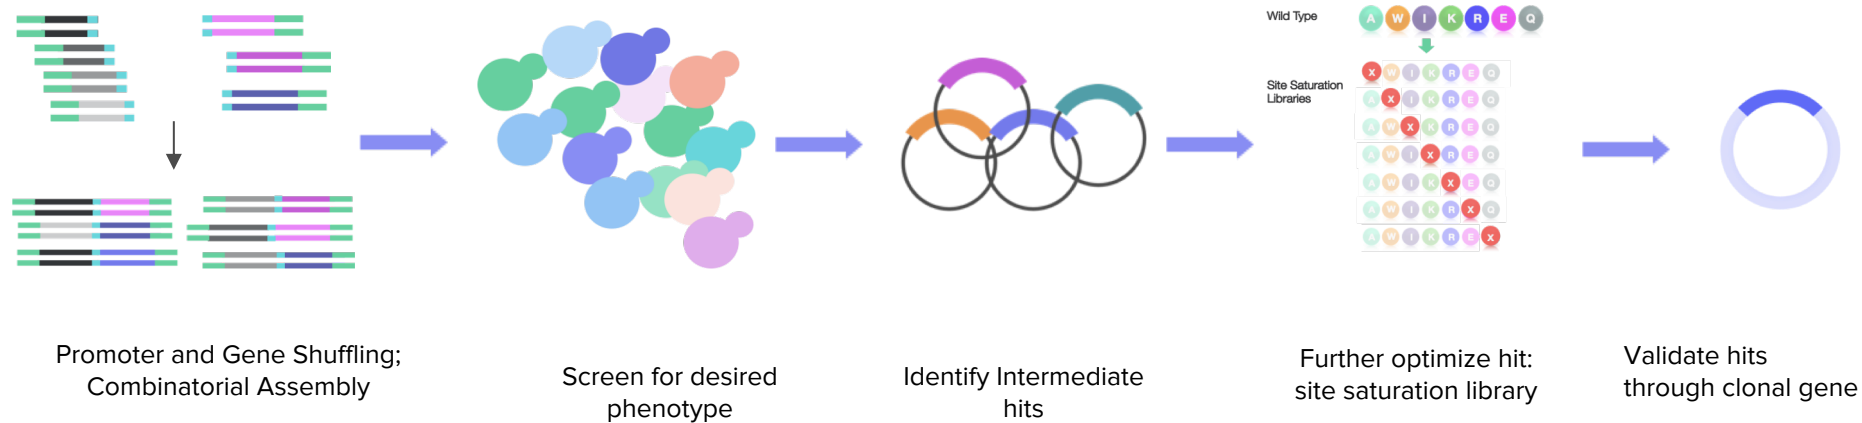 Wild Type
A W I K R E Q
Site Saturation
Libraries
X W I K R E Q
A X I K R E Q
A W X K R E Q
A W I X R E Q
A W I K X E Q
A W I K R X Q
A W I K R E X
Promoter and Gene Shuffling;
Combinatorial Assembly
Screen for desired
phenotype
Identify Intermediate
hits
Further optimize hit:
site saturation library
Validate hits
through clonal gene